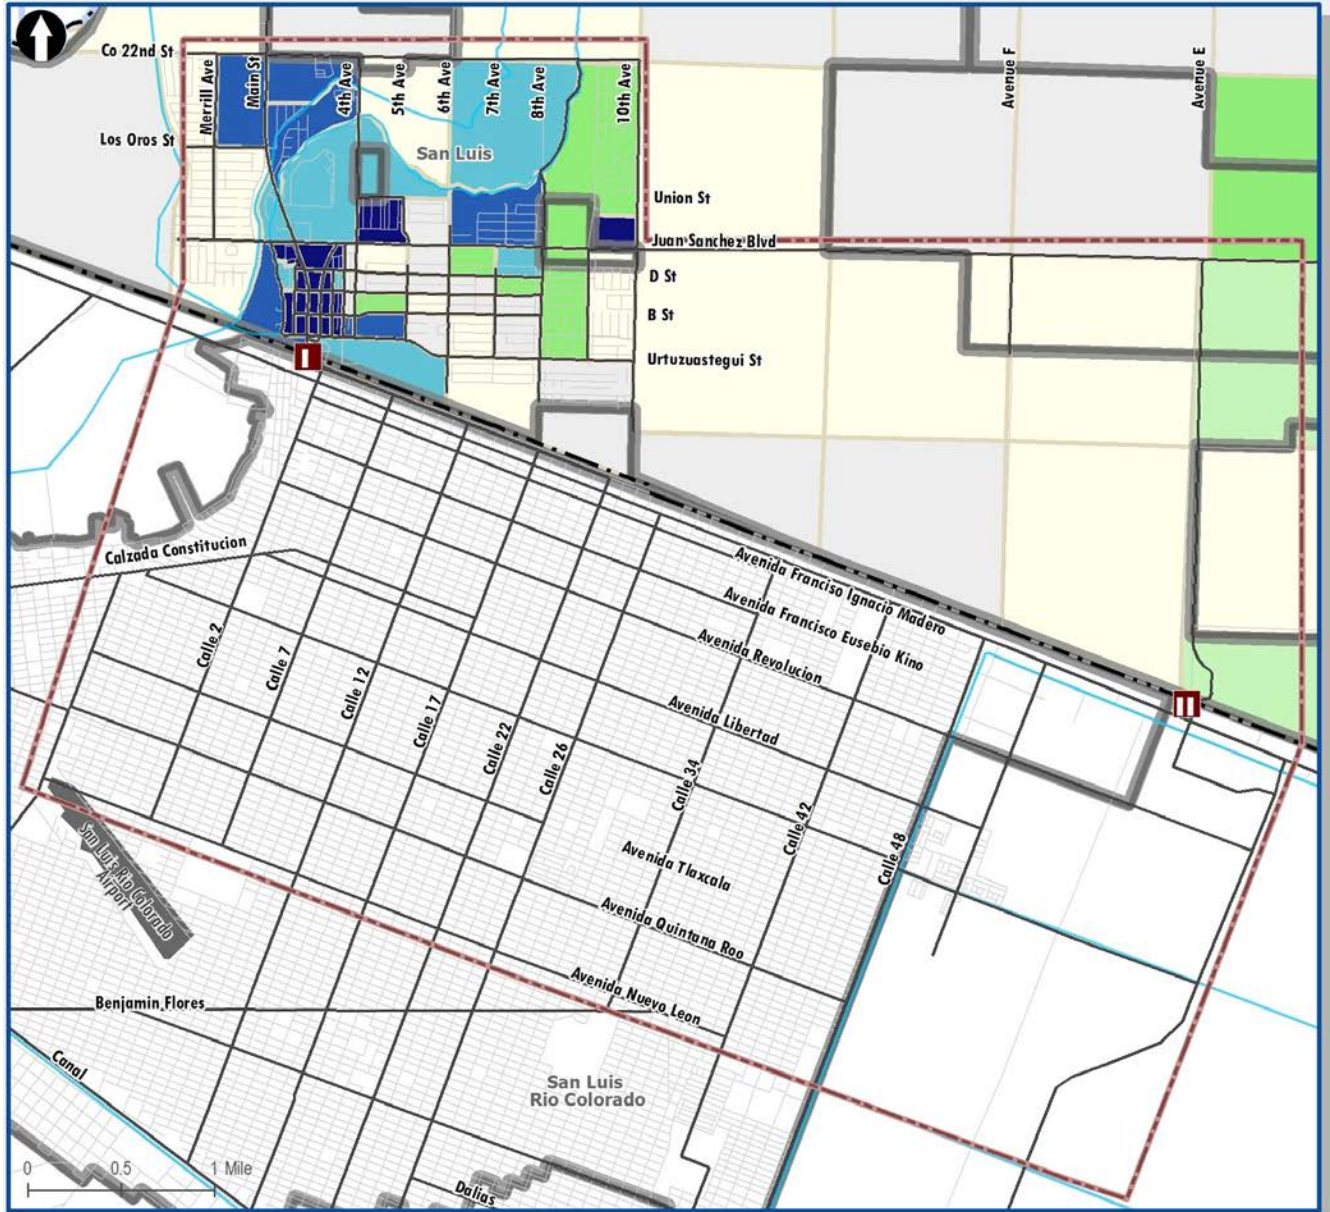 Co 22nd St
Merrill Ave
Main St
4th Ave
5th Ave
6th Ave
7th Ave
8th Ave
10th Ave
Avenue F
Avenue E
Los Oros St
San Luis
Union St
Juan Sanchez Blvd
D St
B St
Urtuzuastegui St
I
Calzada Constitucion
Avenida Franciso Ignacio Madero
Avenida Francisco Eusebio Kino
Avenida Revolucion
Avenida Libertad
II
Calle 2
Calle 7
Calle 12
Calle 17
Calle 22
Calle 26
Calle 34
Calle 42
Calle 48
San Luis Rio Colorado
Airport
Avenida Tlaxcala
Avenida Quintana Roo
Avenida Nuevo Leon
Benjamin Flores
Canal
San Luis
Rio Colorado
0 0.5 1 Mile
Dalias